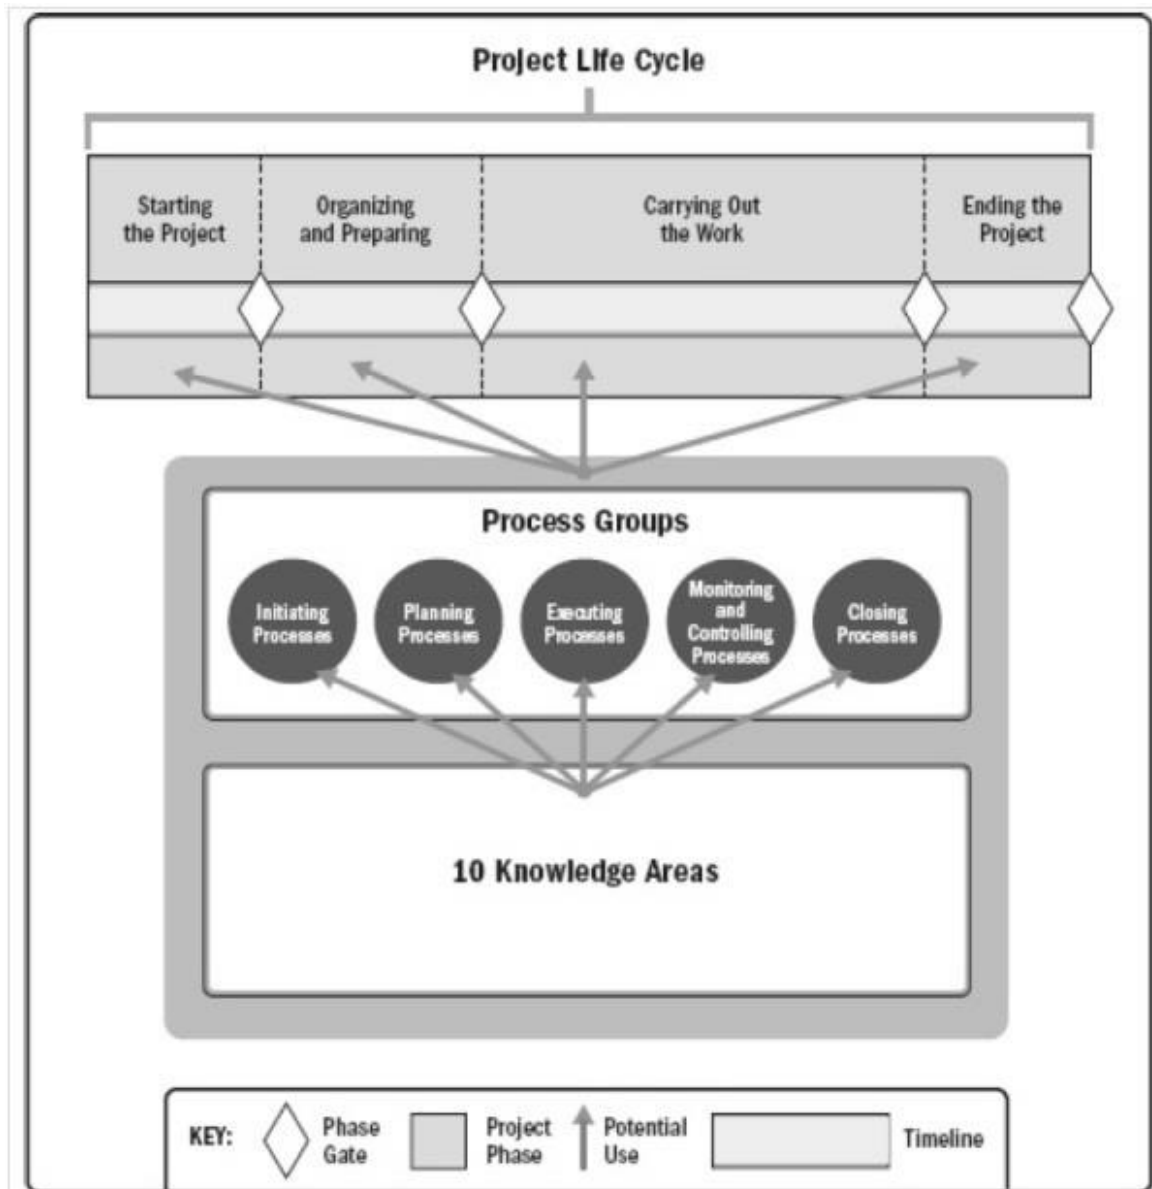 Project Life Cycle
Starting
the Project
Organizing
and Preparing
Carrying Out
the Work
Ending the
Project
Process Groups
Initiating
Processes
Planning
Processes
Executing
Processes
Monitoring
and
Controlling
Processes
Closing
Processes
10 Knowledge Areas
KEY:
Phase
Gate
Project
Phase
Potential
Use
Timeline